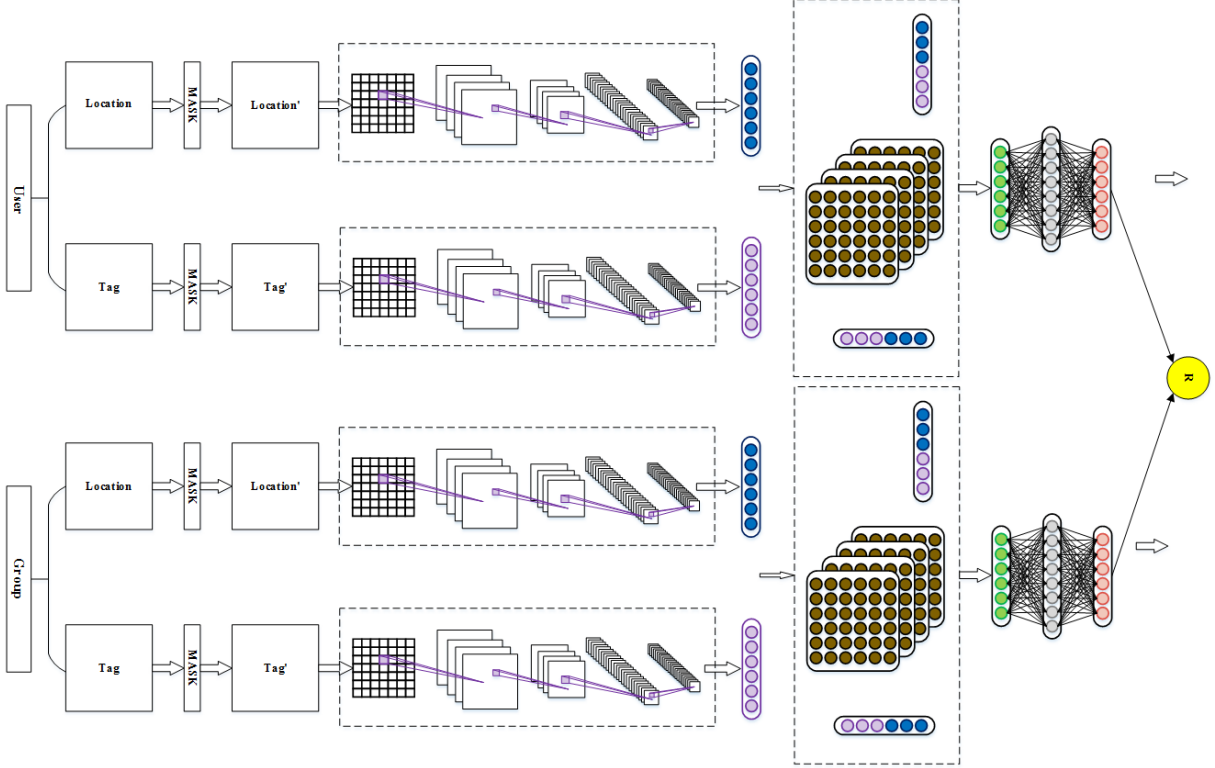 User
Location
MASK
Location'
Tag
MASK
Tag'
R
Group
Location
MASK
Location'
Tag
MASK
Tag'